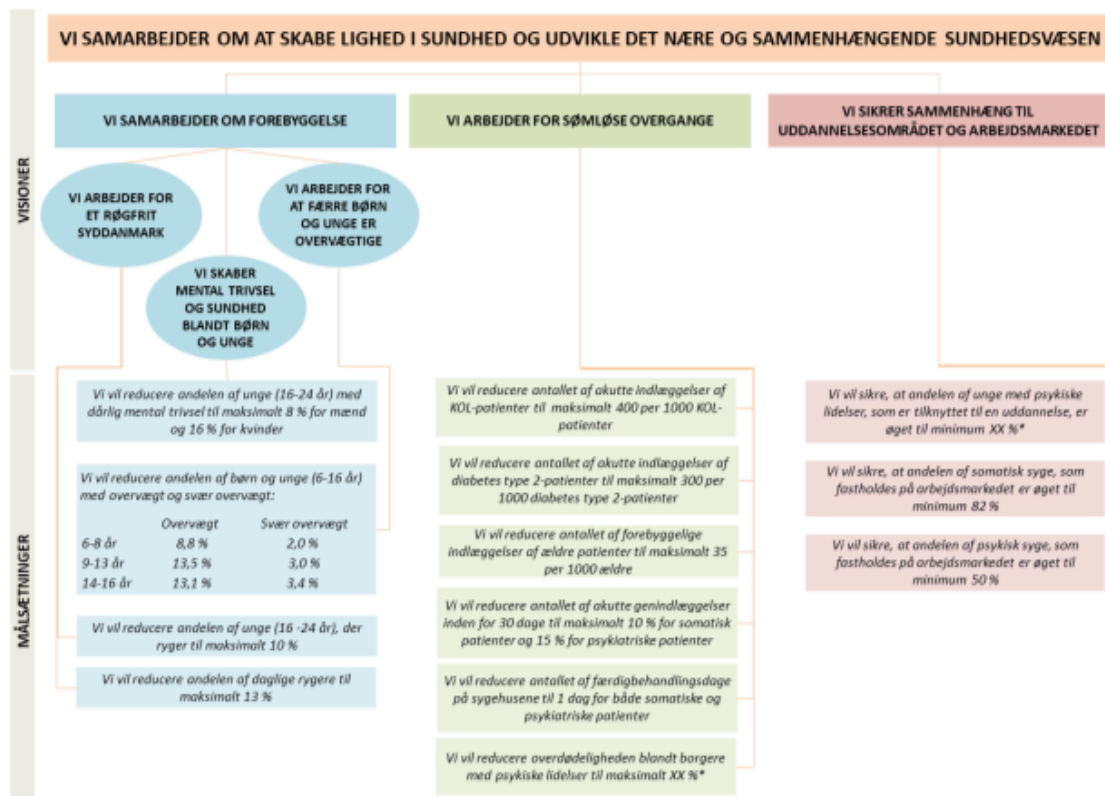 VI SAMARBEJDER OM AT SKABE LIGHED I SUNDHED OG UDVIKLE DET NÆRE OG SAMMENHÆNGENDE SUNDHEDSVÆSEN
VISIONER
VI SAMARBEJDER OM FOREBYGGELSE
VI ARBEJDER FOR
ET RØGFRIT
SYDDANMARK
VI ARBEJDER FOR
AT FÆRRE BØRN
OG UNGE ER
OVERVÆGTIGE
VI SKABER
MENTAL TRIVSEL
OG SUNDHED
BLANDT BØRN
OG UNGE
VI ARBEJDER FOR SØMLØSE OVERGANGE
VI SIKRER SAMMENHÆNG TIL
UDDANNELSESOMRÅDET OG ARBEJDSMARKEDET
MÅLSÆTNINGER
Vi vil reducere andelen af unge (16-24 år) med
dårlig mental trivsel til maksimalt 8 % for mænd
og 16 % for kvinder
Vi vil reducere andelen af børn og unge (6-16 år)
med overvægt og svær overvægt:
Overvægt Svær overvægt
6-8 år 8,8 % 2,0 %
9-13 år 13,5 % 3,0 %
14-16 år 13,1 % 3,4 %
Vi vil reducere andelen af unge (16 -24 år), der
ryger til maksimalt 10 %
Vi vil reducere andelen af daglige rygere til
maksimalt 13 %
Vi vil reducere antallet af akutte indlæggelser af
KOL-patienter til maksimalt 400 per 1000 KOL-
patienter
Vi vil reducere antallet af akutte indlæggelser af
diabetes type 2-patienter til maksimalt 300 per
1000 diabetes type 2-patienter
Vi vil reducere antallet af forebyggelige
indlæggelser af ældre patienter til maksimalt 35
per 1000 ældre
Vi vil reducere antallet af akutte genindlæggelser
inden for 30 dage til maksimalt 10 % for somatisk
patienter og 15 % for psykiatriske patienter
Vi vil reducere antallet af færdigbehandlingsdage
på sygehusene til 1 dag for både somatiske og
psykiatriske patienter
Vi vil reducere overdødeligheden blandt borgere
med psykiske lidelser til maksimalt XX %*
Vi vil sikre, at andelen af unge med psykiske
lidelser, som er tilknyttet til en uddannelse, er
øget til minimum XX %*
Vi vil sikre, at andelen af somatisk syge, som
fastholdes på arbejdsmarkedet er øget til
minimum 82 %
Vi vil sikre, at andelen af psykisk syge, som
fastholdes på arbejdsmarkedet er øget til
minimum 50 %